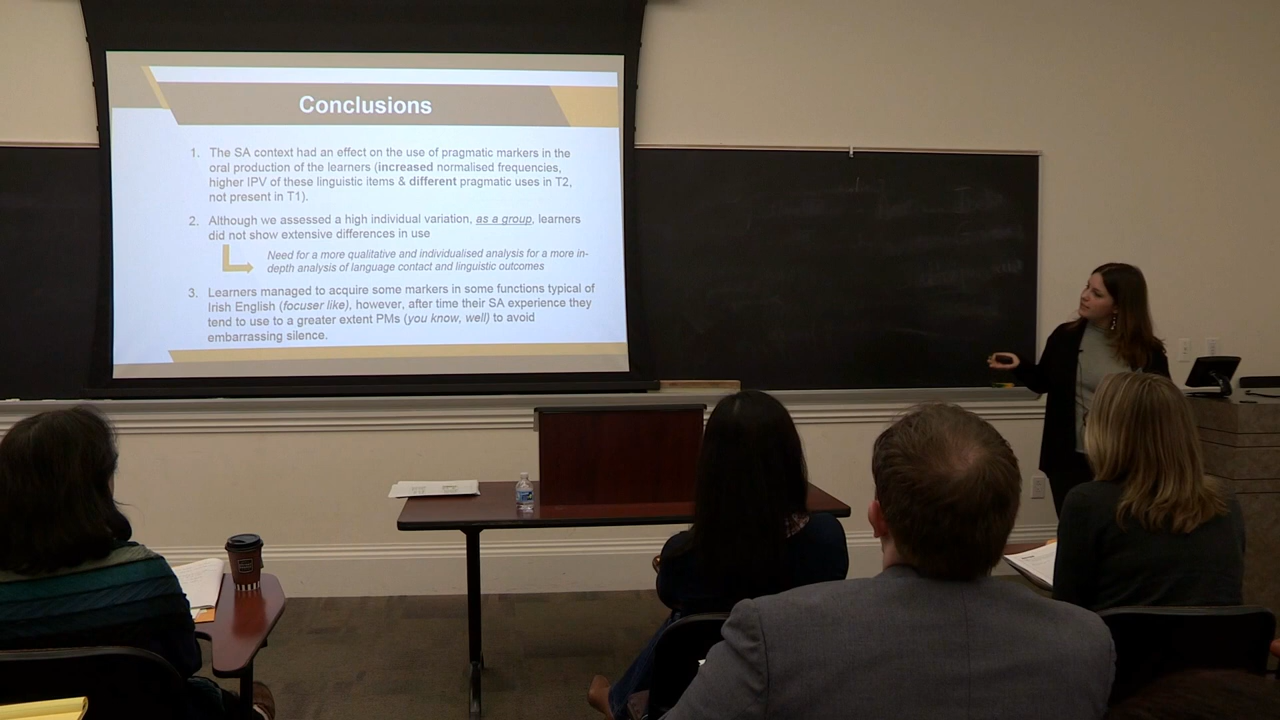 Conclusions
1. The SA context had an effect on the use of pragmatic markers in the
oral production of the learners (increased normalised frequencies,
higher IPV of these linguistic items & different pragmatic uses in T2,
not present in T1).
2. Although we assessed a high individual variation, as a group, learners
did not show extensive differences in use
Need for a more qualitative and individualised analysis for a more in-
depth analysis of language contact and linguistic outcomes
3. Learners managed to acquire some markers in some functions typical of
Irish English (focuser like), however, after time their SA experience they
tend to use to a greater extent PMs (you know, well) to avoid
embarrassing silence.